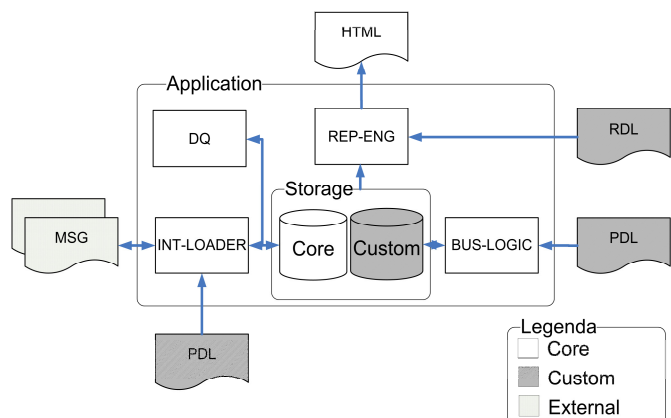 HTML
Application
DQ
REP-ENG
RDL
Storage
MSG
INT-LOADER
Core
Custom
BUS-LOGIC
PDL
PDL
Legenda
Core
Custom
External